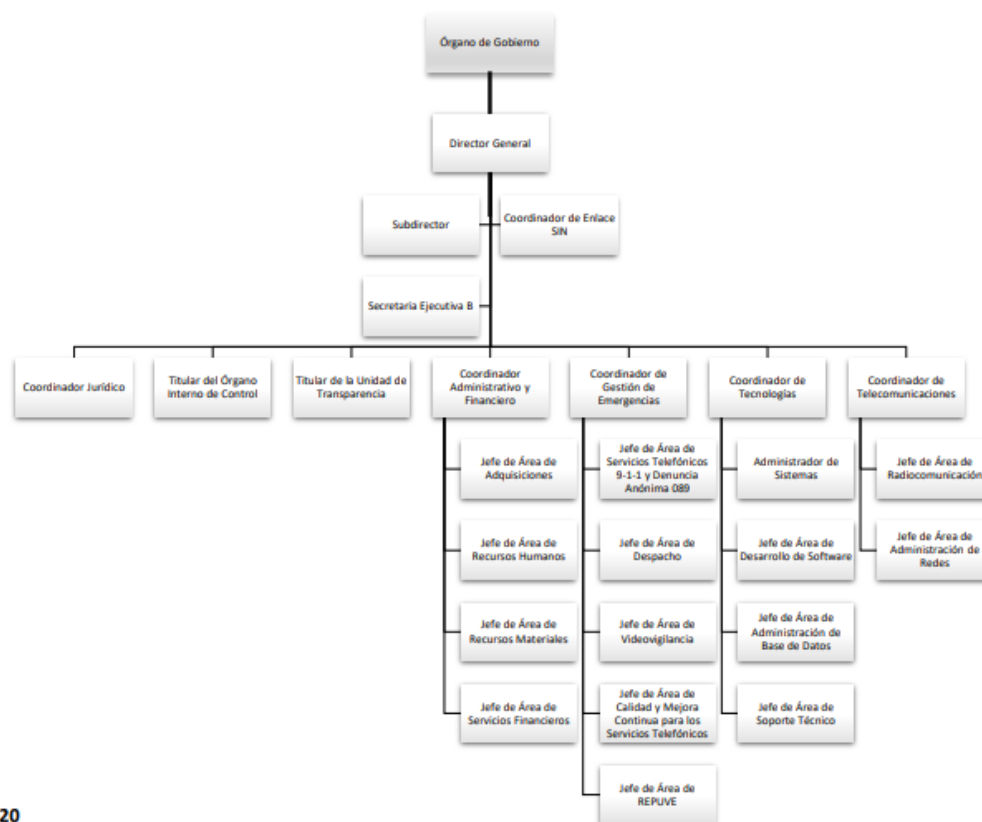 Órgano de Gobierno
Director General
Subdirector
Coordinador de Enlace
SIN
Secretaria Ejecutiva B
Coordinador Jurídico
Titular del Órgano
Interno de Control
Titular de la Unidad de
Transparencia
Coordinador
Administrativo y
Financiero
Coordinador de
Gestión de
Emergencias
Coordinador de
Tecnologías
Coordinador de
Telecomunicaciones
Jefe de Área de
Adquisiciones
Jefe de Área de
Recursos Humanos
Jefe de Área de
Recursos Materiales
Jefe de Área de
Servicios Financieros
Jefe de Área de
Servicios Telefónicos
9-1-1 y Denuncia
Anónima 089
Jefe de Área de
Despacho
Jefe de Área de
Videovigilancia
Jefe de Área de
Calidad y Mejora
Continua para los
Servicios Telefónicos
Jefe de Área de
REPUVE
Administrador de
Sistemas
Jefe de Área de
Desarrollo de Software
Jefe de Área de
Administración de
Base de Datos
Jefe de Área de
Soporte Técnico
Jefe de Área de
Radiocomunicación
Jefe de Área de
Administración de
Redes
20